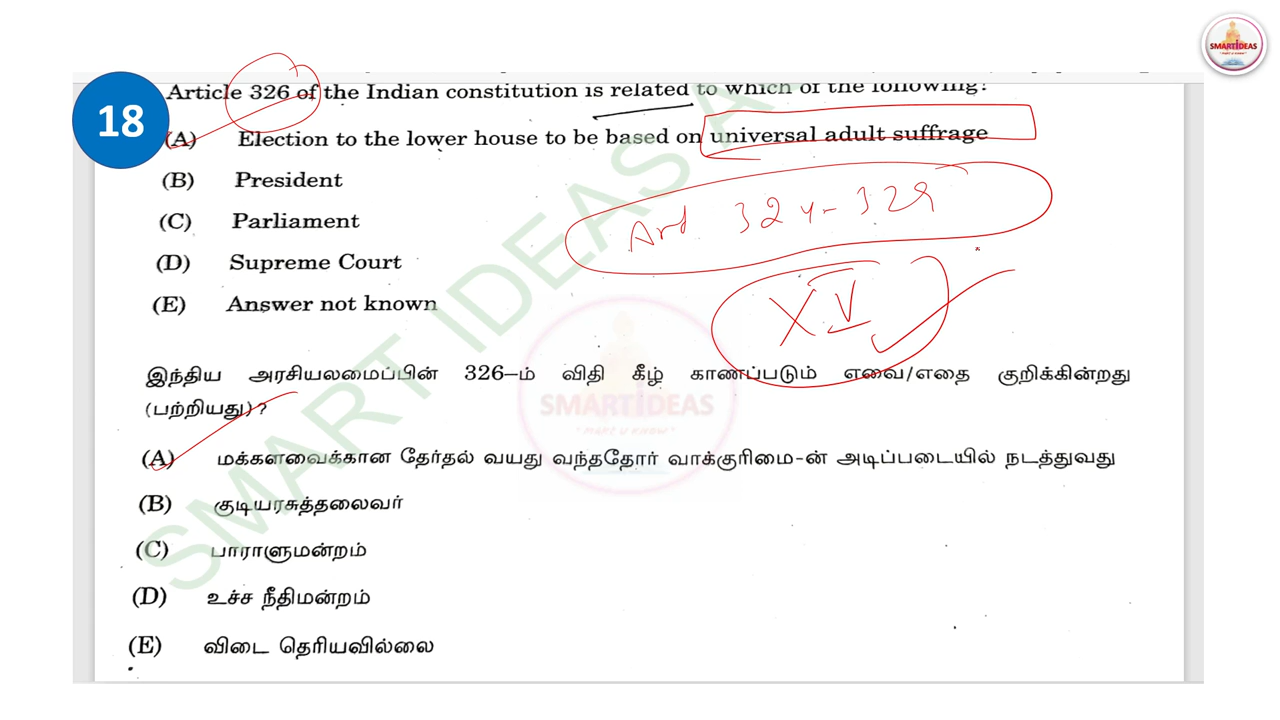 SMARTIDEAS
18
Article 326 of the Indian constitution is related to which of the following?
(A) Election to the lower house to be based on universal adult suffrage
(B) President
(C) Parliament
(D) Supreme Court
(E) Answer not known
Art 324-329
XV
இந்திய அரசியலமைப்பின் 326-ம் விதி கீழ் காணப்படும் எவை/எதை குறிக்கின்றது
(பற்றியது)?
(A) மக்களவைக்கான தேர்தல் வயது வந்ததோர் வாக்குரிமை-ன் அடிப்படையில் நடத்துவது
(B) குடியரசுத்தலைவர்
(C) பாராளுமன்றம்
(D) உச்ச நீதிமன்றம்
(E) விடை தெரியவில்லை
SMART IDEAS A
SMARTIDEAS